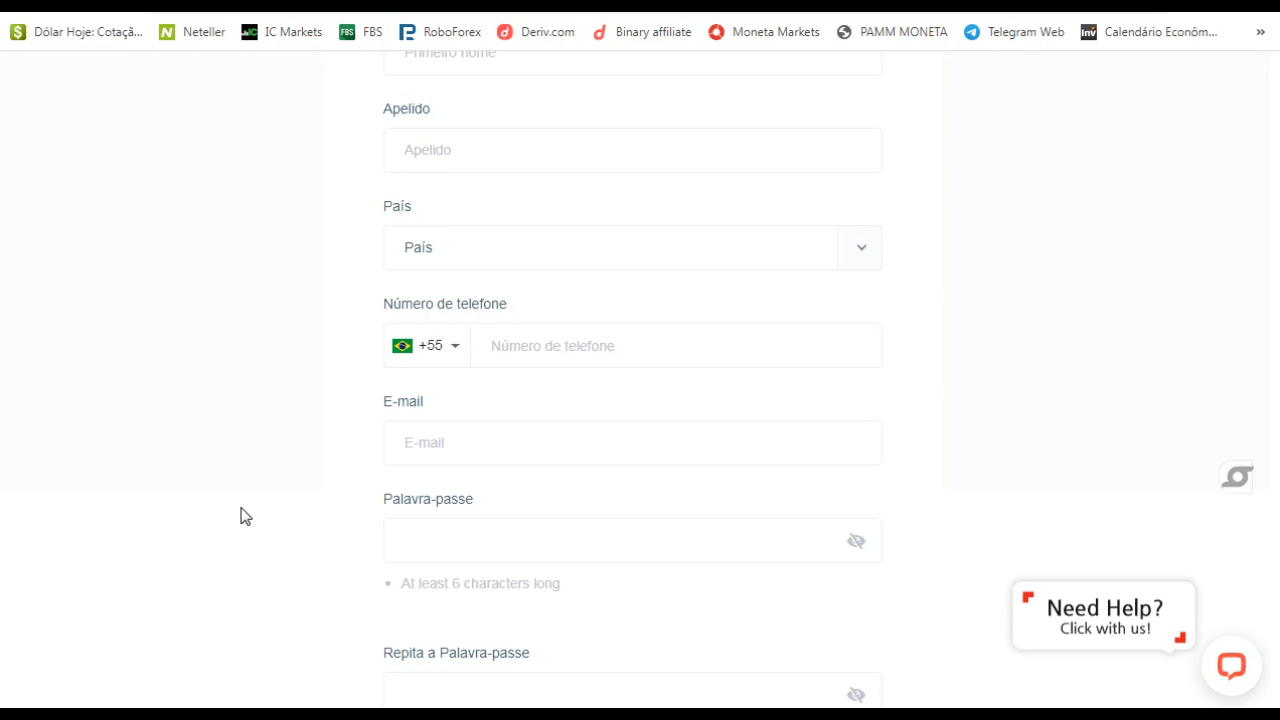 Dólar Hoje: Cotaçã...
Neteller
IC Markets
FBS
RoboForex
Deriv.com
Binary affiliate
Moneta Markets
PAMM MONETA
Telegram Web
Calendário Econôm...
»
Primeiro nome
Apelido
Apelido
País
País
Número de telefone
+55
Número de telefone
E-mail
E-mail
Palavra-passe
• At least 6 characters long
Need Help?
Click with us!
Repita a Palavra-passe